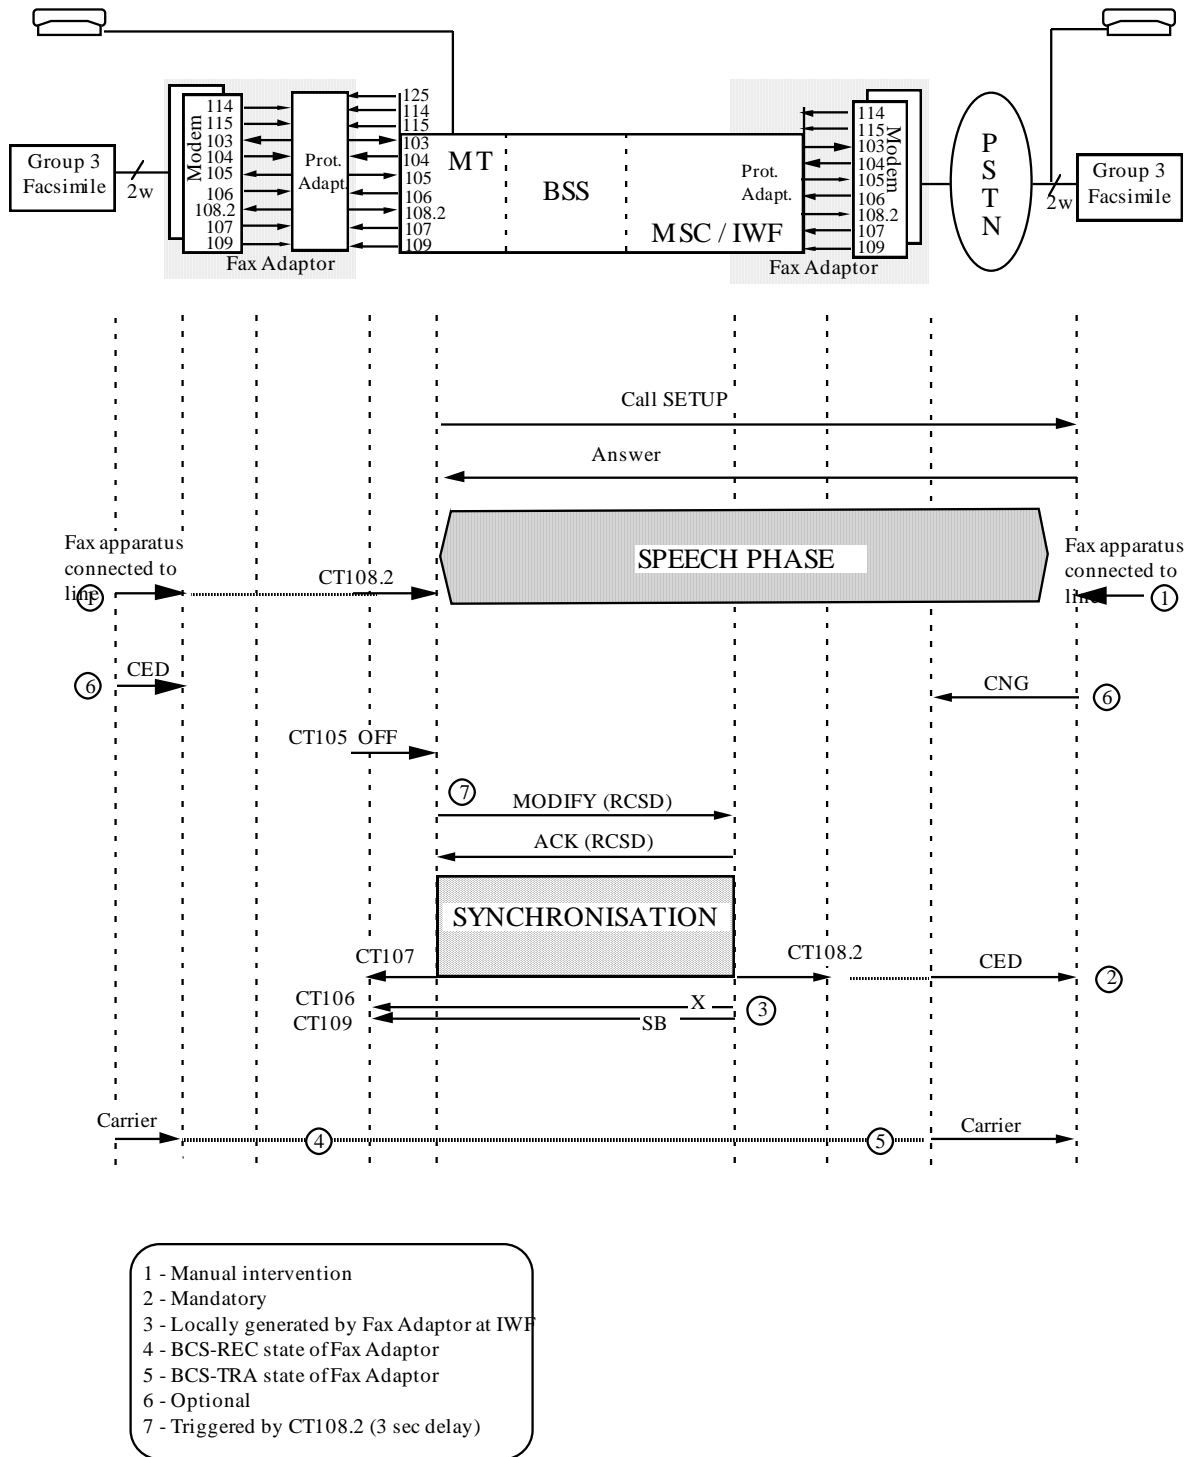 Group 3
Facsimile
2w
Modem
114
115
103
104
105
106
108.2
107
109
Prot.
Adapt.
Fax Adaptor
125
114
115
103
104
105
106
108.2
107
109
MT
BSS
MSC / IWF
Prot.
Adapt.
114
115
103
104
105
106
108.2
107
109
Modem
Fax Adaptor
P
S
T
N
2w
Group 3
Facsimile
Call SETUP
Answer
SPEECH PHASE
Fax apparatus
connected to
line
1
CT108.2
Fax apparatus
connected to
line
1
6
CED
CNG
6
CT105 OFF
7
MODIFY (RCSD)
ACK (RCSD)
SYNCHRONISATION
CT107
CT108.2
CED
2
CT106
X
3
CT109
SB
Carrier
4
5
Carrier
1 - Manual intervention
2 - Mandatory
3 - Locally generated by Fax Adaptor at IWF
4 - BCS-REC state of Fax Adaptor
5 - BCS-TRA state of Fax Adaptor
6 - Optional
7 - Triggered by CT108.2 (3 sec delay)